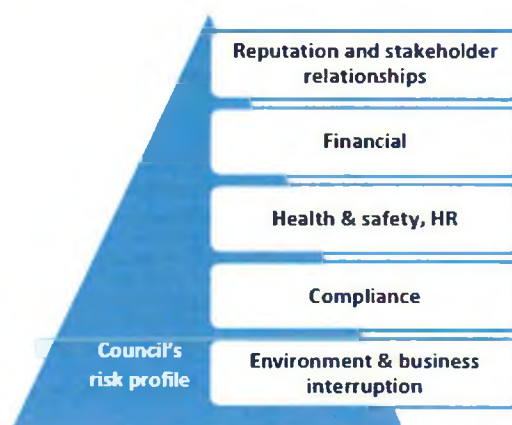 Reputation and stakeholder
relationships
Financial
Health & safety, HR
Compliance
Council's
risk profile
Environment & business
interruption